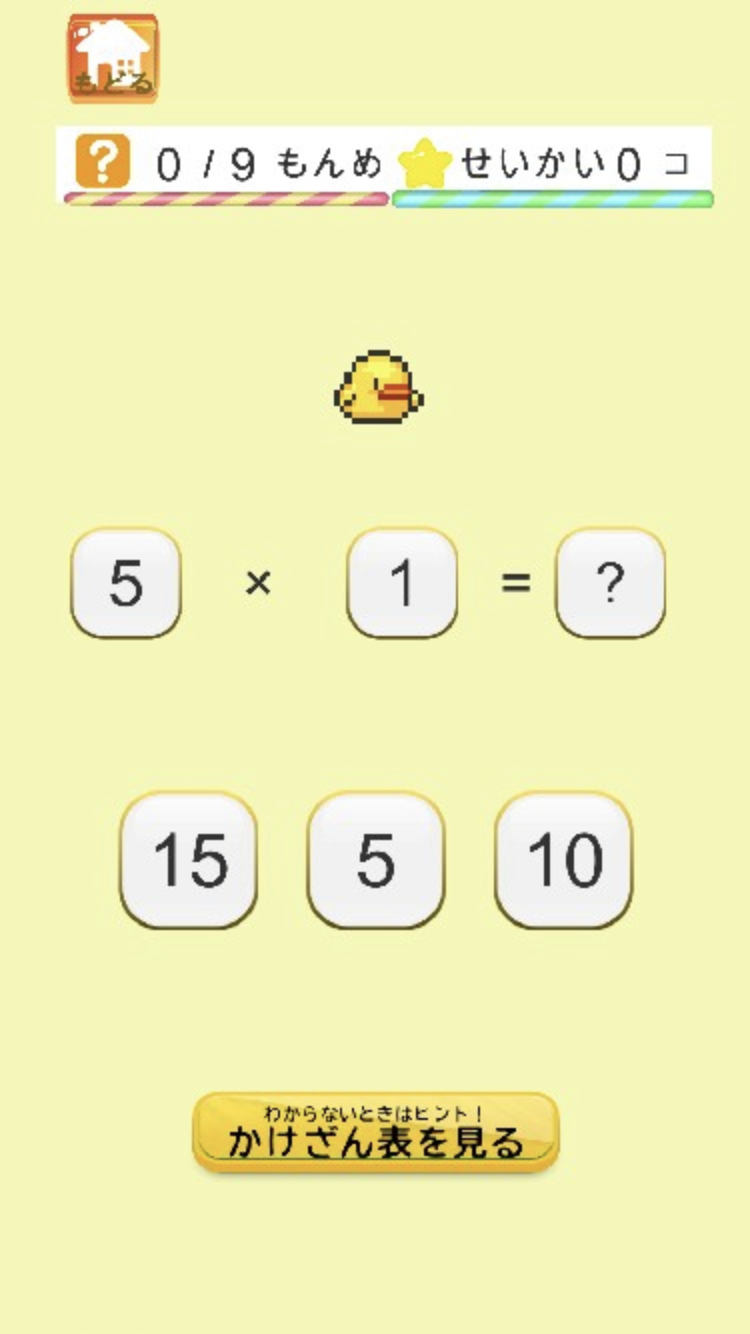 もどる
? 0 / 9 もんめ せいかい0 コ
5 × 1 = ?
15 5 10
わからないときはヒント!
かけざん表を見る